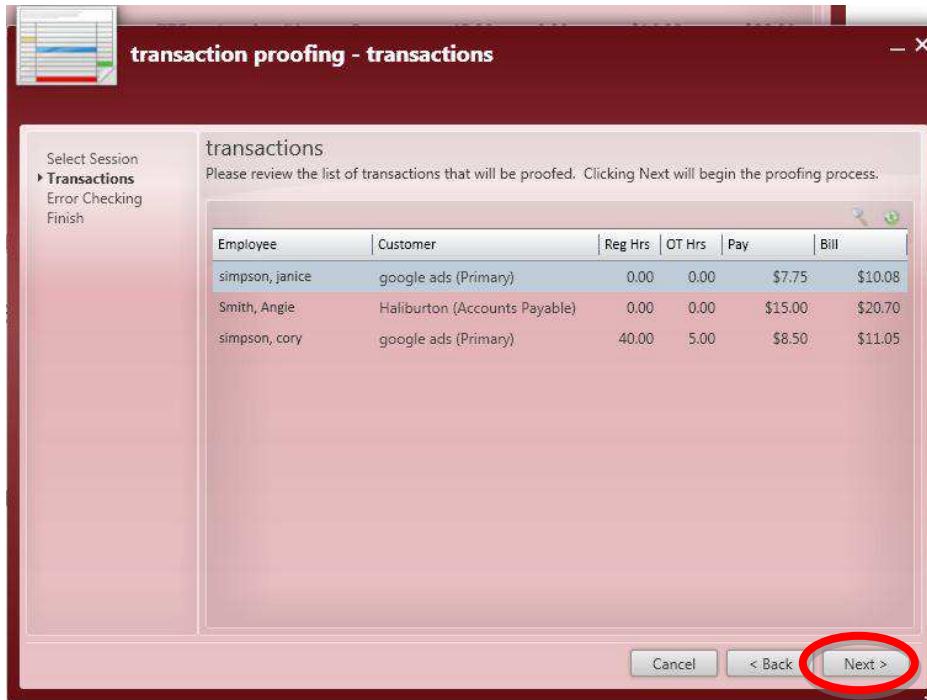 transaction proofing - transactions
Select Session
Transactions
Error Checking
Finish
transactions
Please review the list of transactions that will be proofed. Clicking Next will begin the proofing process.
Employee Customer Reg Hrs OT Hrs Pay Bill
simpson, janice google ads (Primary) 0.00 0.00 $7.75 $10.08
Smith, Angie Haliburton (Accounts Payable) 0.00 0.00 $15.00 $20.70
simpson, cory google ads (Primary) 40.00 5.00 $8.50 $11.05
Cancel < Back Next >